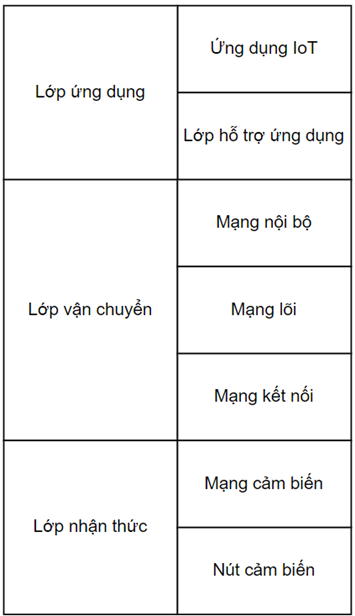 Lớp ứng dụng
Ứng dụng IoT
Lớp hỗ trợ ứng dụng
Lớp vận chuyển
Mạng nội bộ
Mạng lõi
Mạng kết nối
Lớp nhận thức
Mạng cảm biến
Nút cảm biến